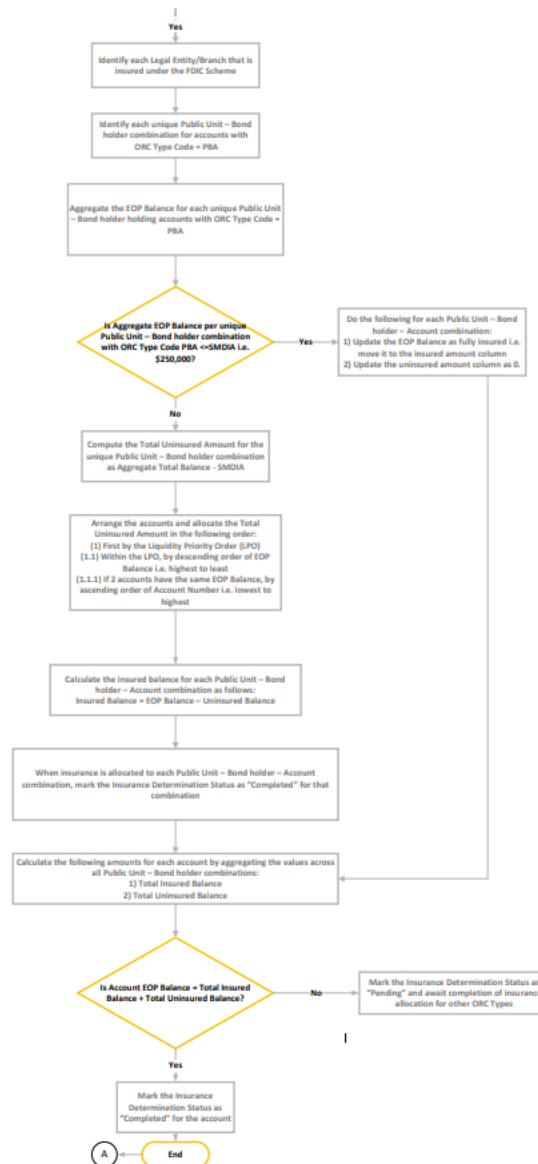 Yes
Identify each Legal Entity/Branch that is
insured under the FDIC Scheme
Identify each unique Public Unit – Bond
holder combination for accounts with
ORC Type Code = PBA
Aggregate the EOP Balance for each unique Public Unit
– Bond holder holding accounts with ORC Type Code =
PBA
Is Aggregate EOP Balance per unique
Public Unit – Bond holder combination
with ORC Type Code PBA <=SMDIA i.e.
$250,000?
Yes
Do the following for each Public Unit – Bond
holder – Account combination:
1) Update the EOP Balance as fully insured i.e.
move it to the insured amount column
2) Update the uninsured amount column as 0.
No
Compute the Total Uninsured Amount for the
unique Public Unit – Bond holder combination
as Aggregate Total Balance - SMDIA
Arrange the accounts and allocate the Total
Uninsured Amount in the following order:
(1) First by the Liquidity Priority Order (LPO)
(1.1) Within the LPO, by descending order of EOP
Balance i.e. highest to least
(1.1.1) If 2 accounts have the same EOP Balance, by
ascending order of Account Number i.e. lowest to
highest
Calculate the insured balance for each Public Unit – Bond
holder – Account combination as follows:
Insured Balance = EOP Balance – Uninsured Balance
When insurance is allocated to each Public Unit – Bond holder – Account
combination, mark the Insurance Determination Status as "Completed" for that
combination
Calculate the following amounts for each account by aggregating the values across
all Public Unit – Bond holder combinations:
1) Total Insured Balance
2) Total Uninsured Balance
Is Account EOP Balance = Total Insured
Balance + Total Uninsured Balance?
No
Mark the Insurance Determination Status as
"Pending" and await completion of insurance
allocation for other ORC Types
Yes
Mark the Insurance
Determination Status as
"Completed" for the account
A
End